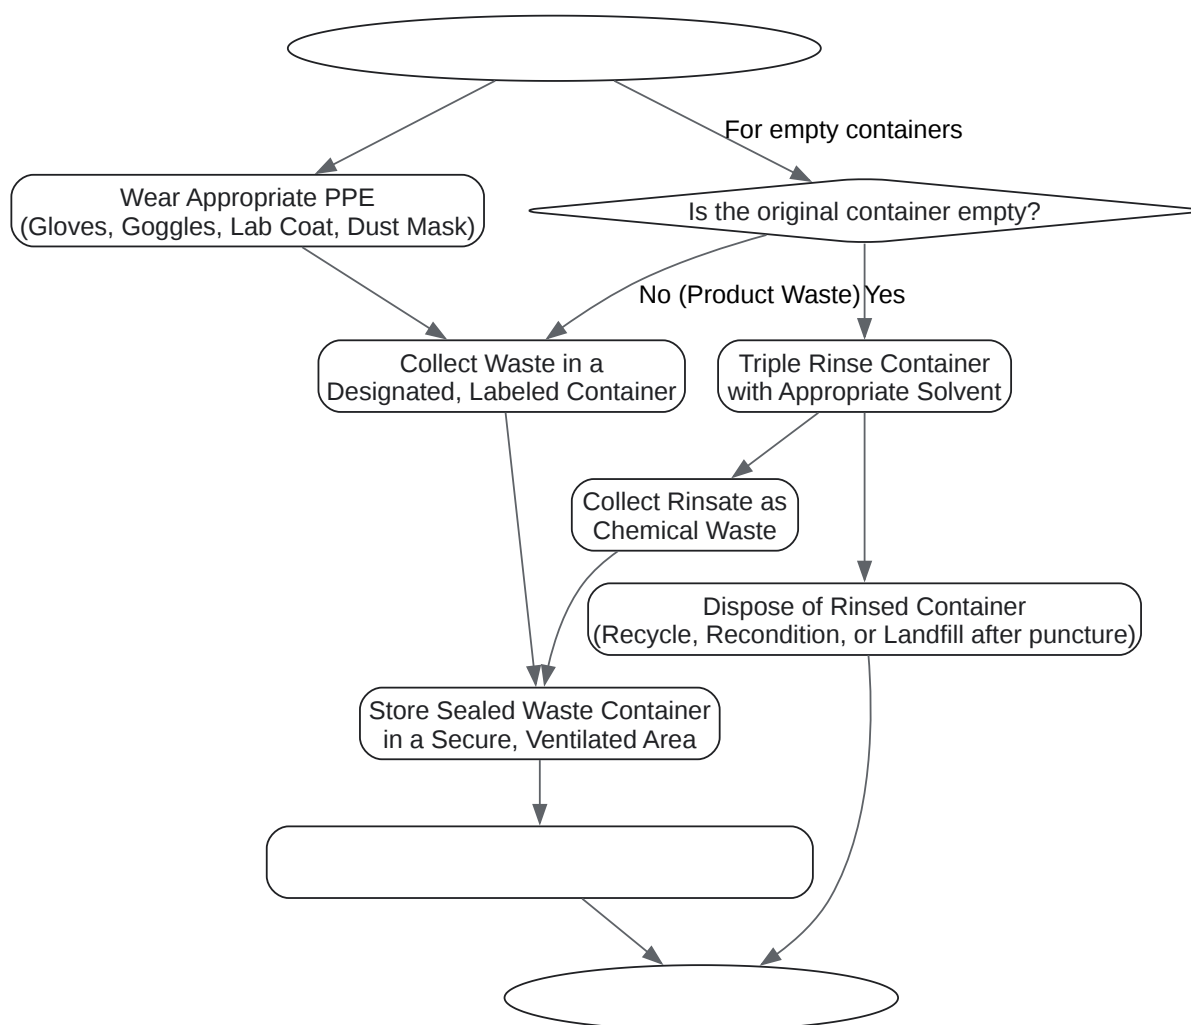 For empty containers
Wear Appropriate PPE
(Gloves, Goggles, Lab Coat, Dust Mask)
Is the original container empty?
No (Product Waste)
Yes
Collect Waste in a
Designated, Labeled Container
Triple Rinse Container
with Appropriate Solvent
Collect Rinsate as
Chemical Waste
Dispose of Rinsed Container
(Recycle, Recondition, or Landfill after puncture)
Store Sealed Waste Container
in a Secure, Ventilated Area